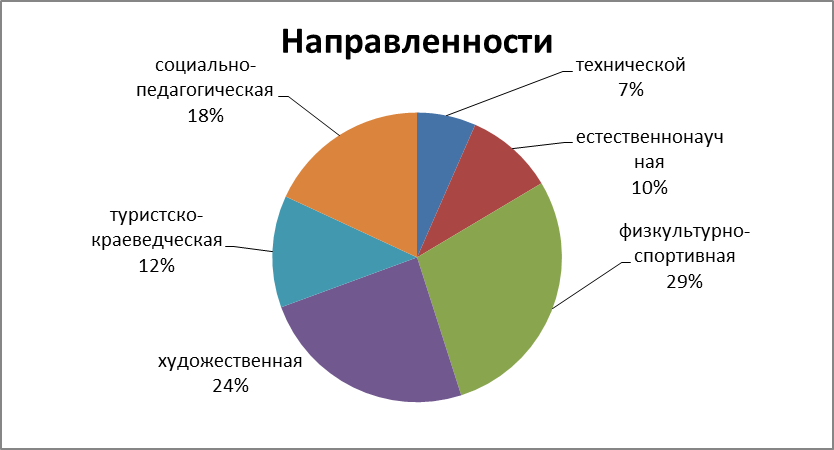 Направленности
технической
7%
естественнонауч
ная
10%
физкультурно-
спортивная
29%
художественная
24%
туристско-
краеведческая
12%
социально-
педагогическая
18%